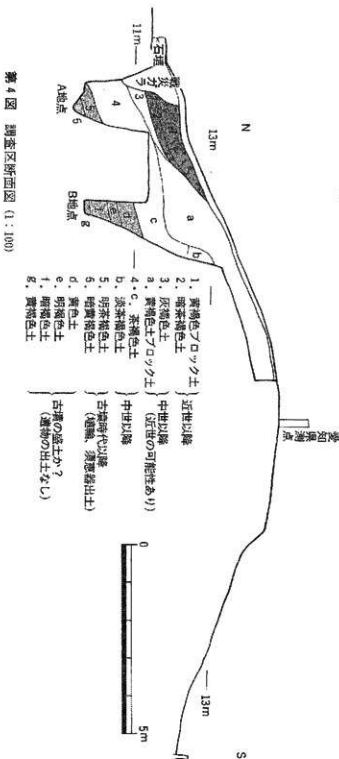 N
S
愛知県測点
13m
13m
11m
石垣
戦災ガラ
3
4
5
6
a
b
c
d
e
f
g
A地点
B地点
1. 黄褐色ブロック土
2. 暗茶褐色土
近世以降
3. 灰褐色土
a. 黄褐色土ブロック土
中世以降
(近世の可能性あり)
4・c. 茶褐色土
b. 淡茶褐色土
中世以降
5. 明茶褐色土
6. 暗黄褐色土
古墳時代以降
(埴輪、須恵器出土)
d. 黄色土
e. 明褐色土
f. 暗褐色土
g. 黄褐色土
古墳の盛土か?
(遺物の出土なし)
0
5m
第4図 調査区断面図 (1:100)